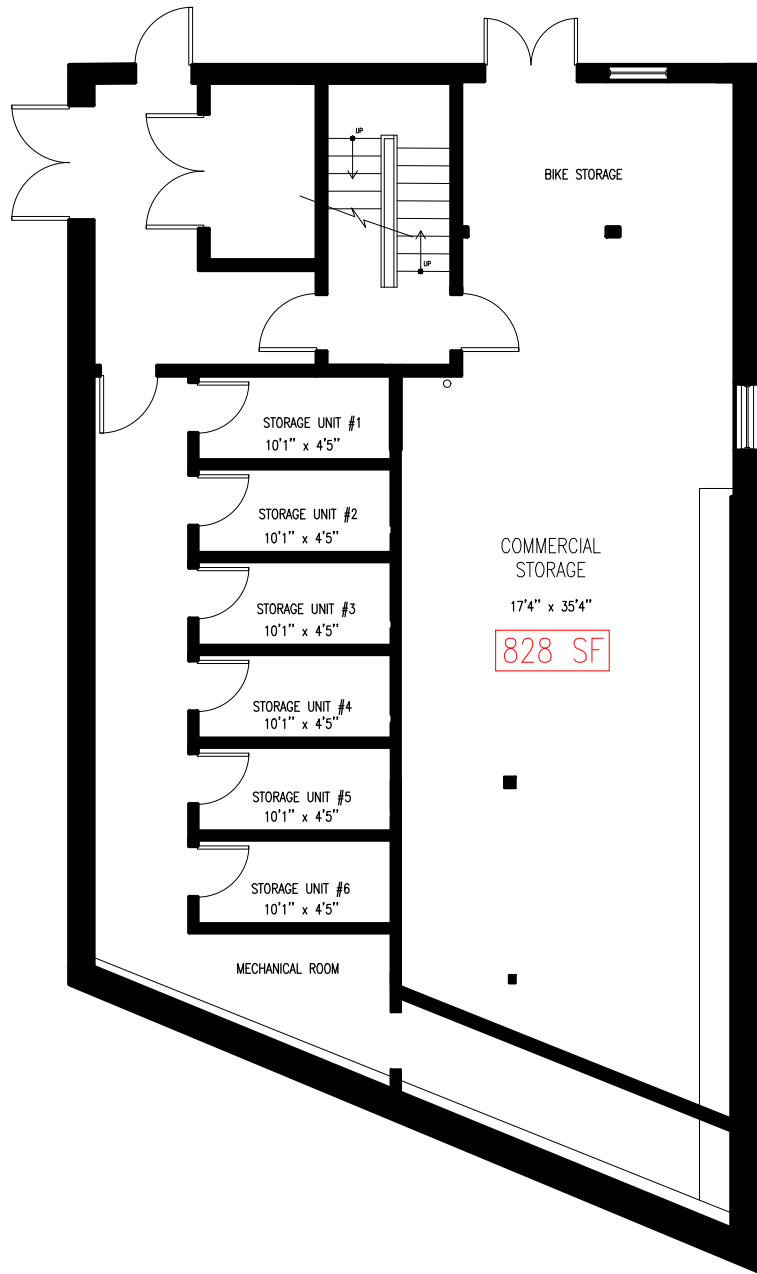 UP
BIKE STORAGE
UP
STORAGE UNIT #1
10'1" x 4'5"
STORAGE UNIT #2
10'1" x 4'5"
STORAGE UNIT #3
10'1" x 4'5"
STORAGE UNIT #4
10'1" x 4'5"
STORAGE UNIT #5
10'1" x 4'5"
STORAGE UNIT #6
10'1" x 4'5"
MECHANICAL ROOM
COMMERCIAL
STORAGE
17'4" x 35'4"
828 SF